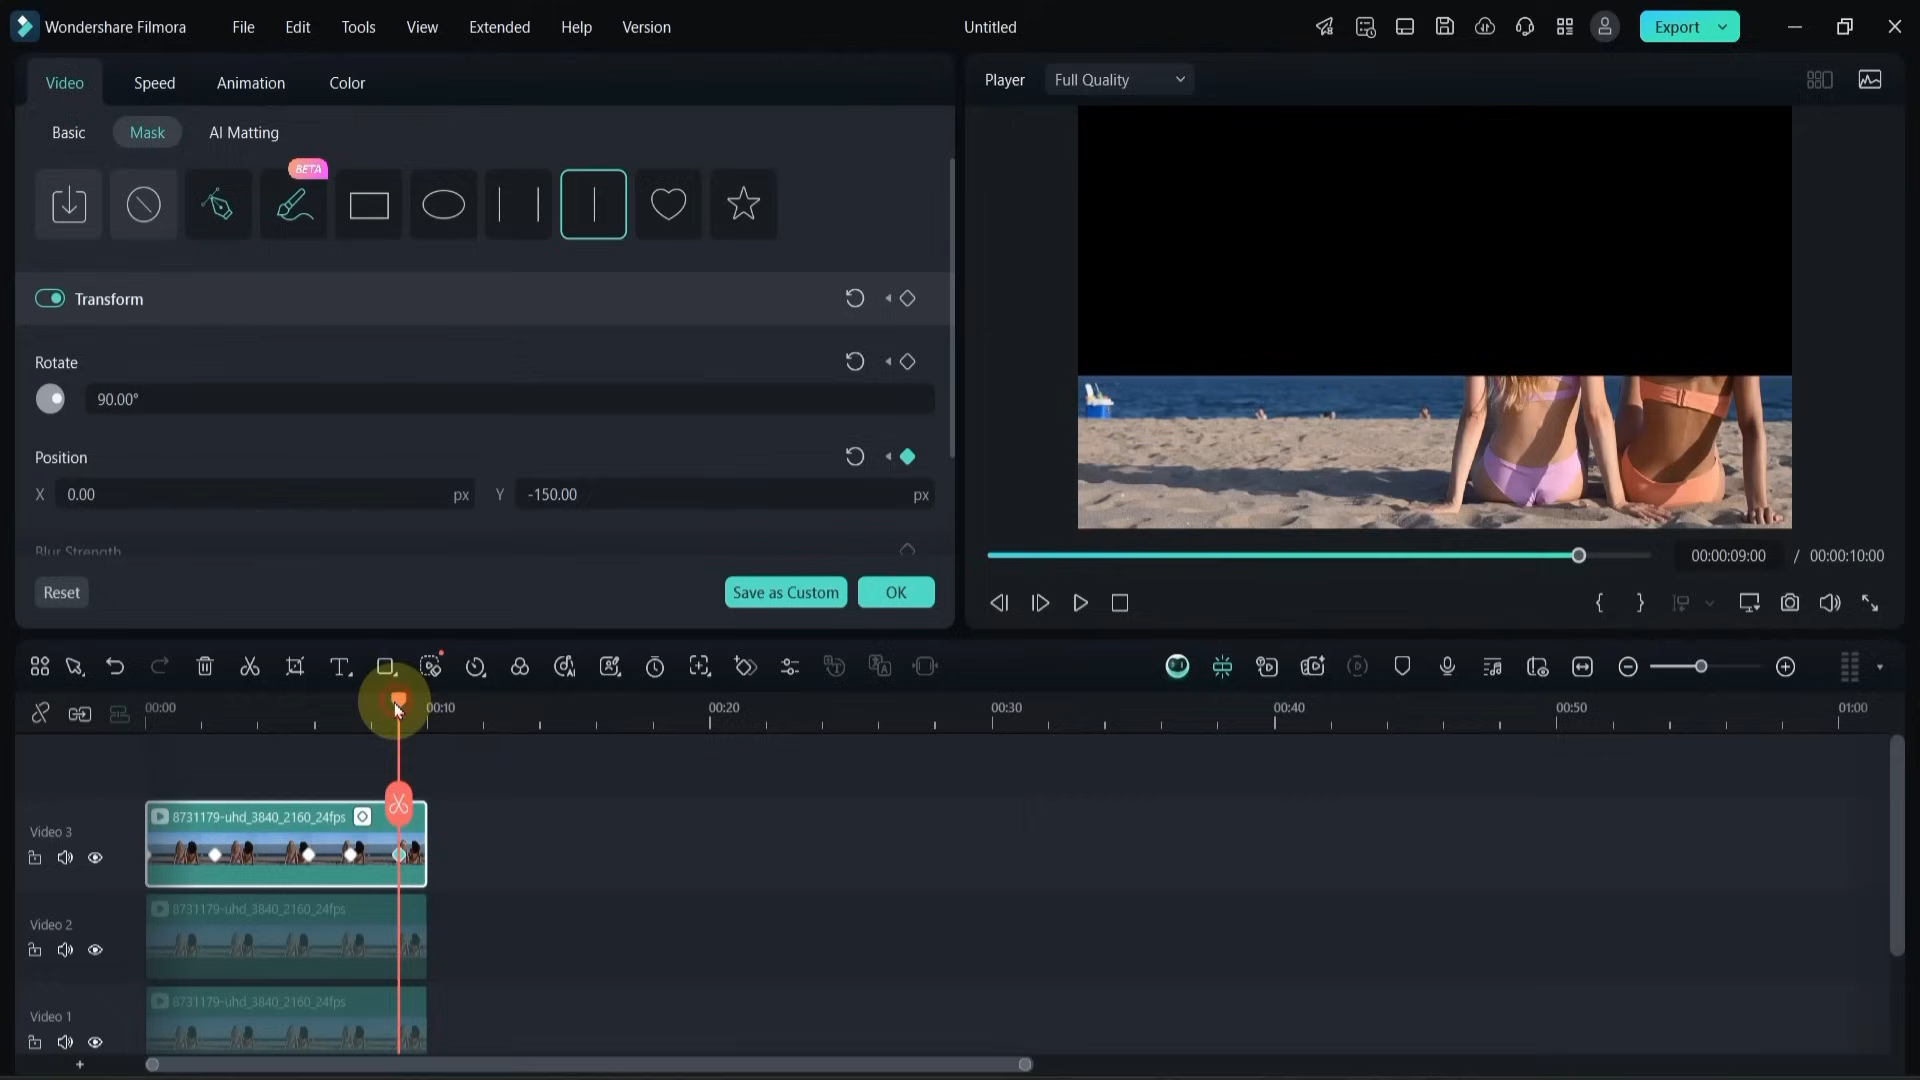 Wondershare Filmora File Edit Tools View Extended Help Version Untitled Export
Video Speed Animation Color
Player Full Quality
Basic Mask AI Matting
BETA
Transform
Rotate
90.00°
Position
X 0.00 px Y -150.00 px
Blur Strength
Reset Save as Custom OK
00:00:09:00 / 00:00:10:00
00:00 00:10 00:20 00:30 00:40 00:50 01:00
8731179-uhd_3840_2160_24fps
Video 3
8731179-uhd_3840_2160_24fps
Video 2
8731179-uhd_3840_2160_24fps
Video 1